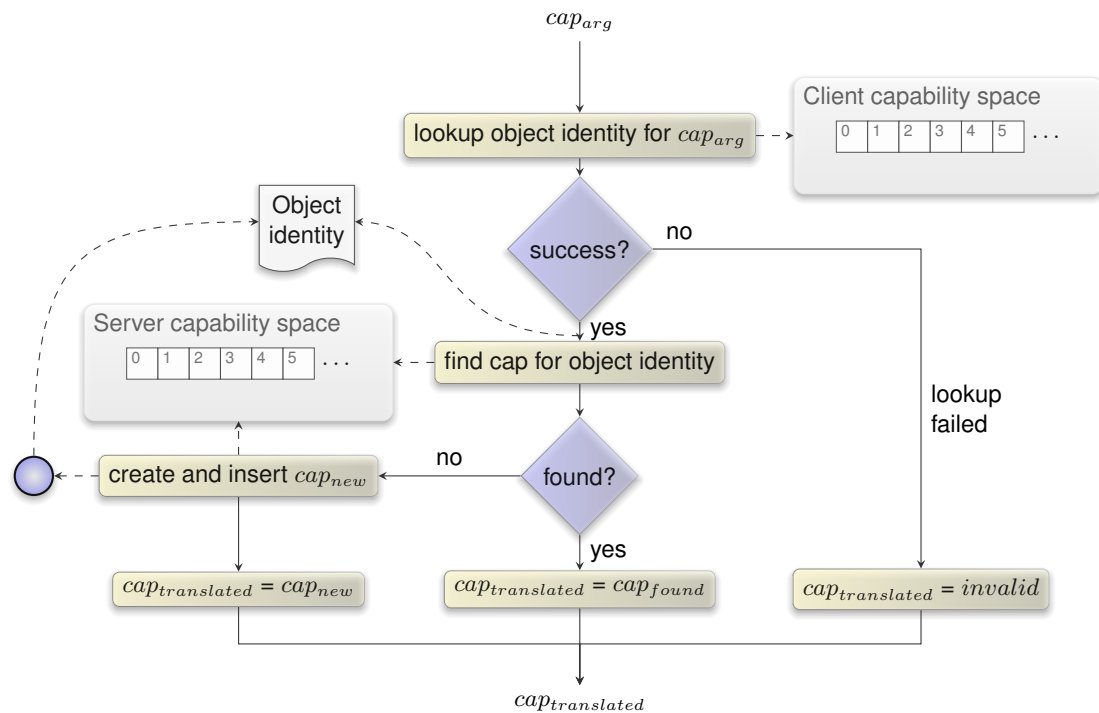 cap_arg
Client capability space
0 1 2 3 4 5 ...
lookup object identity for cap_arg
Object
identity
success?
no
yes
Server capability space
0 1 2 3 4 5 ...
find cap for object identity
lookup
failed
create and insert cap_new
no
found?
yes
cap_translated = cap_new
cap_translated = cap_found
cap_translated = invalid
cap_translated